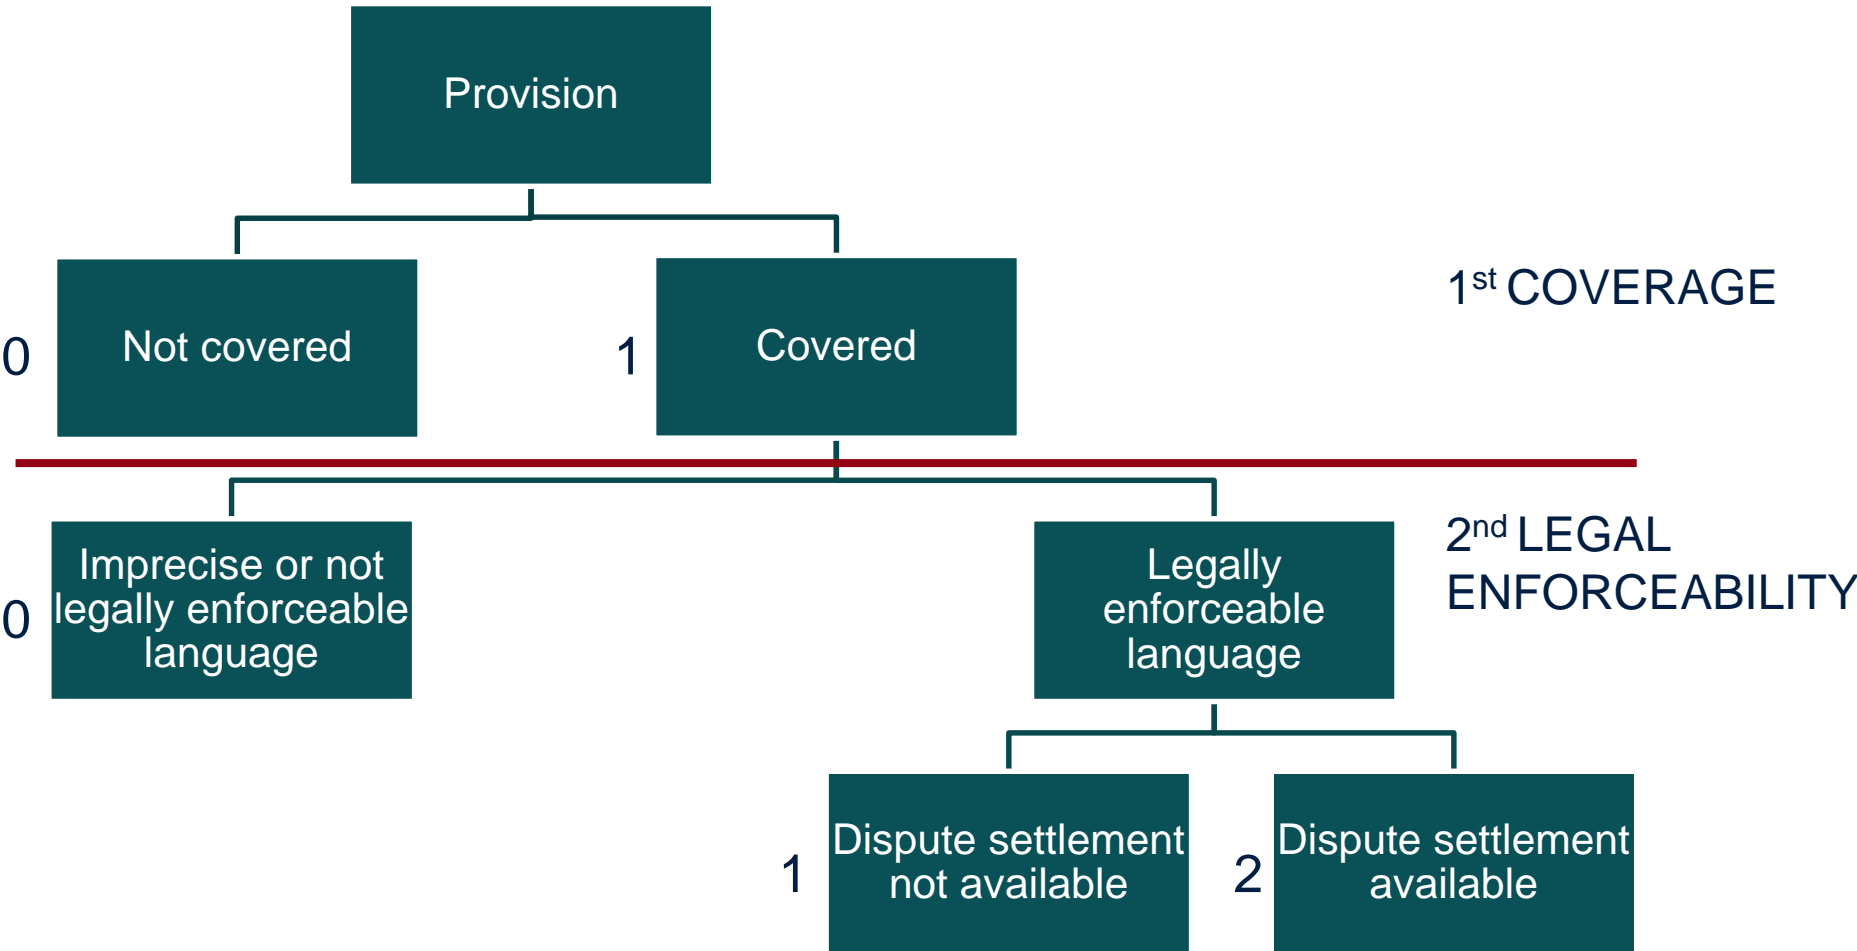 Provision
1st COVERAGE
0
Not covered
1
Covered
2nd LEGAL
ENFORCEABILITY
0
Imprecise or not
legally enforceable
language
Legally
enforceable
language
1
Dispute settlement
not available
2
Dispute settlement
available